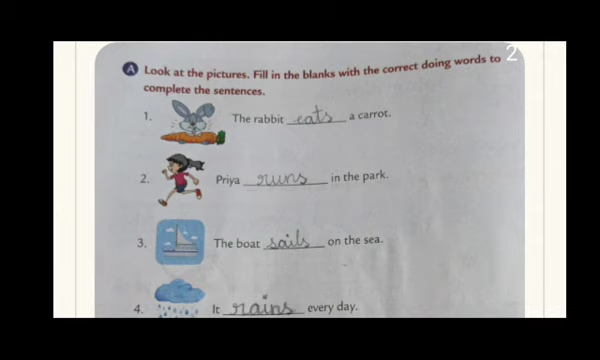 2
A Look at the pictures. Fill in the blanks with the correct doing words to
complete the sentences.
1. The rabbit eats a carrot.
2. Priya runs in the park.
3. The boat sails on the sea.
4. It rains every day.